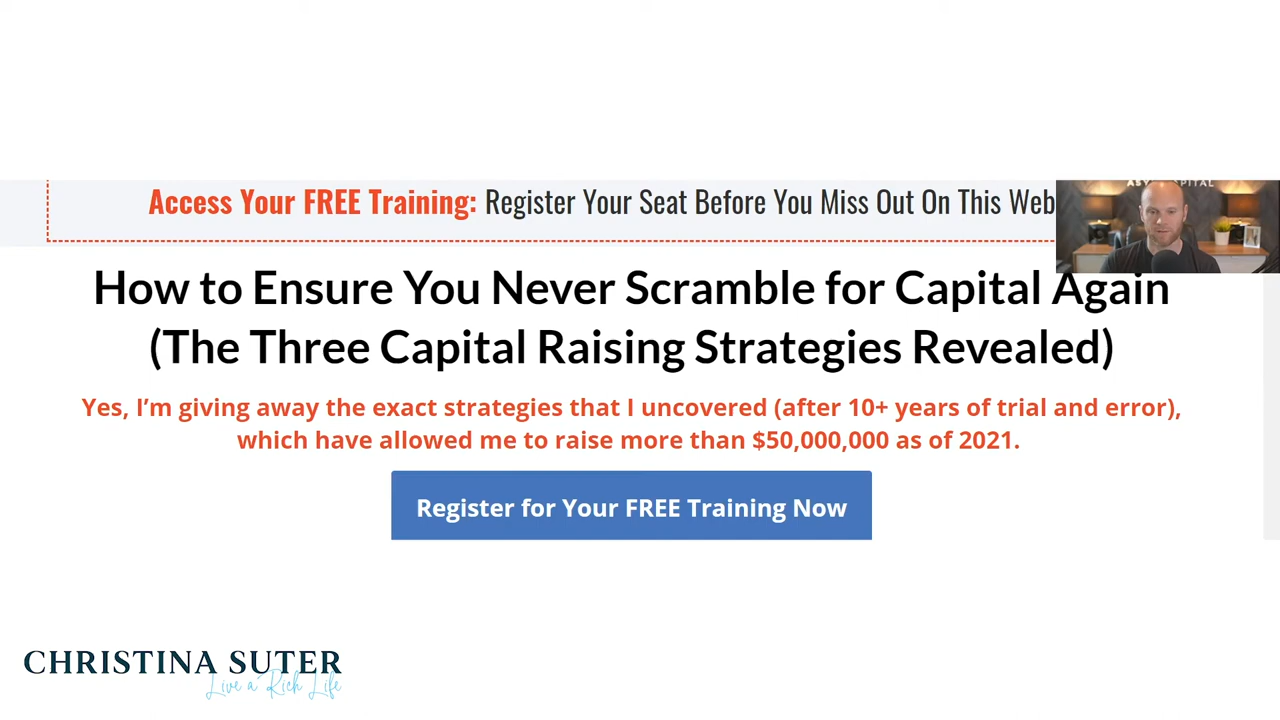 Access Your FREE Training: Register Your Seat Before You Miss Out On This Web
How to Ensure You Never Scramble for Capital Again
(The Three Capital Raising Strategies Revealed)
Yes, I’m giving away the exact strategies that I uncovered (after 10+ years of trial and error),
which have allowed me to raise more than $50,000,000 as of 2021.
Register for Your FREE Training Now
CHRISTINA SUTER
Live a Rich Life